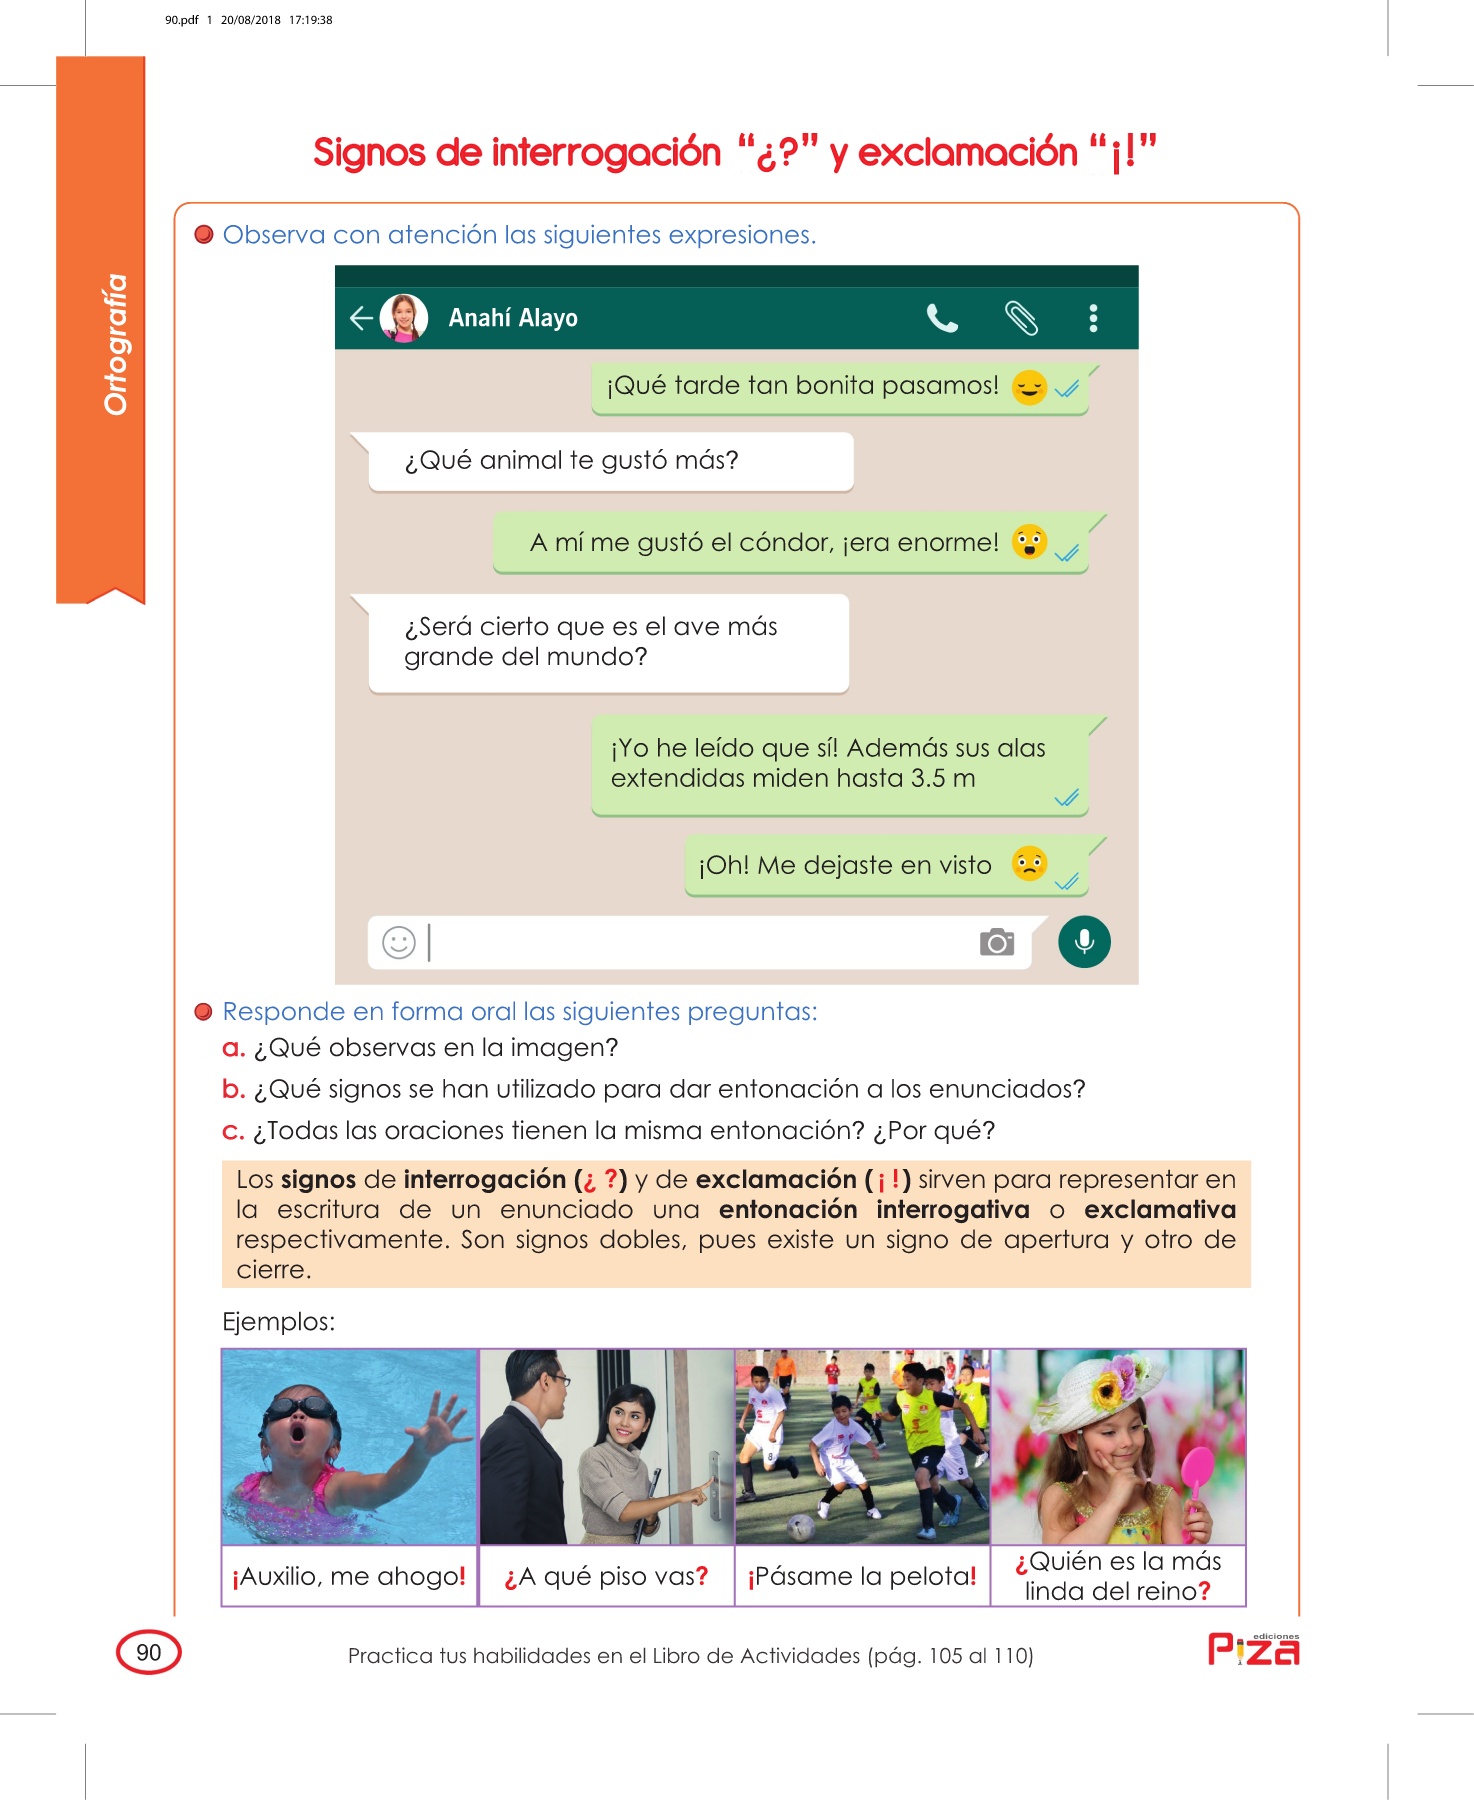 90.pdf 1 20/08/2018 17:19:38
Signos de interrogación “¿?” y exclamación “¡!”
Ortografía
Observa con atención las siguientes expresiones.
Anahí Alayo
¡Qué tarde tan bonita pasamos!
¿Qué animal te gustó más?
A mí me gustó el cóndor, ¡era enorme!
¿Será cierto que es el ave más
grande del mundo?
¡Yo he leído que sí! Además sus alas
extendidas miden hasta 3.5 m
¡Oh! Me dejaste en visto
Responde en forma oral las siguientes preguntas:
a. ¿Qué observas en la imagen?
b. ¿Qué signos se han utilizado para dar entonación a los enunciados?
c. ¿Todas las oraciones tienen la misma entonación? ¿Por qué?
Los signos de interrogación (¿ ?) y de exclamación (¡!) sirven para representar en
la escritura de un enunciado una entonación interrogativa o exclamativa
respectivamente. Son signos dobles, pues existe un signo de apertura y otro de
cierre.
Ejemplos:
¡Auxilio, me ahogo!
¿A qué piso vas?
¡Pásame la pelota!
¿Quién es la más
linda del reino?
90
Practica tus habilidades en el Libro de Actividades (pág. 105 al 110)
ediciones
Piza